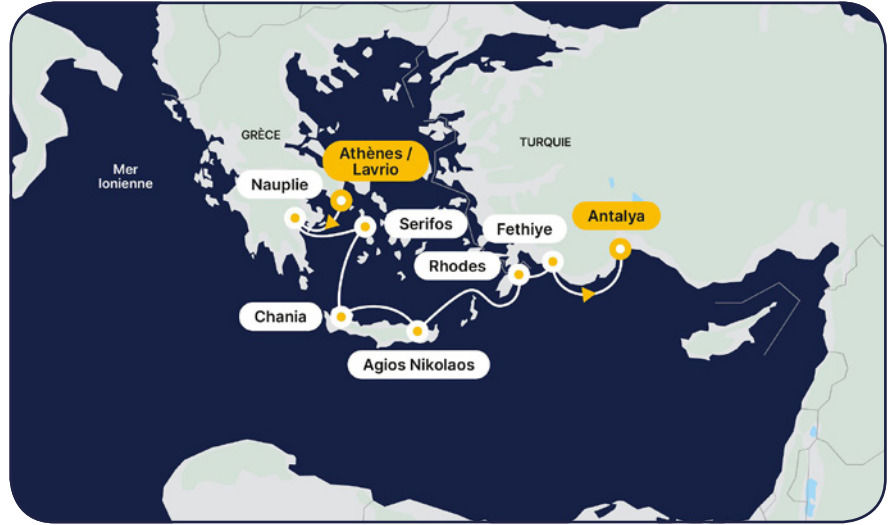 GRÈCE
TURQUIE
Athènes /
Lavrio
Mer
Ionienne
Nauplie
Antalya
Serifos
Fethiye
Rhodes
Chania
Agios Nikolaos